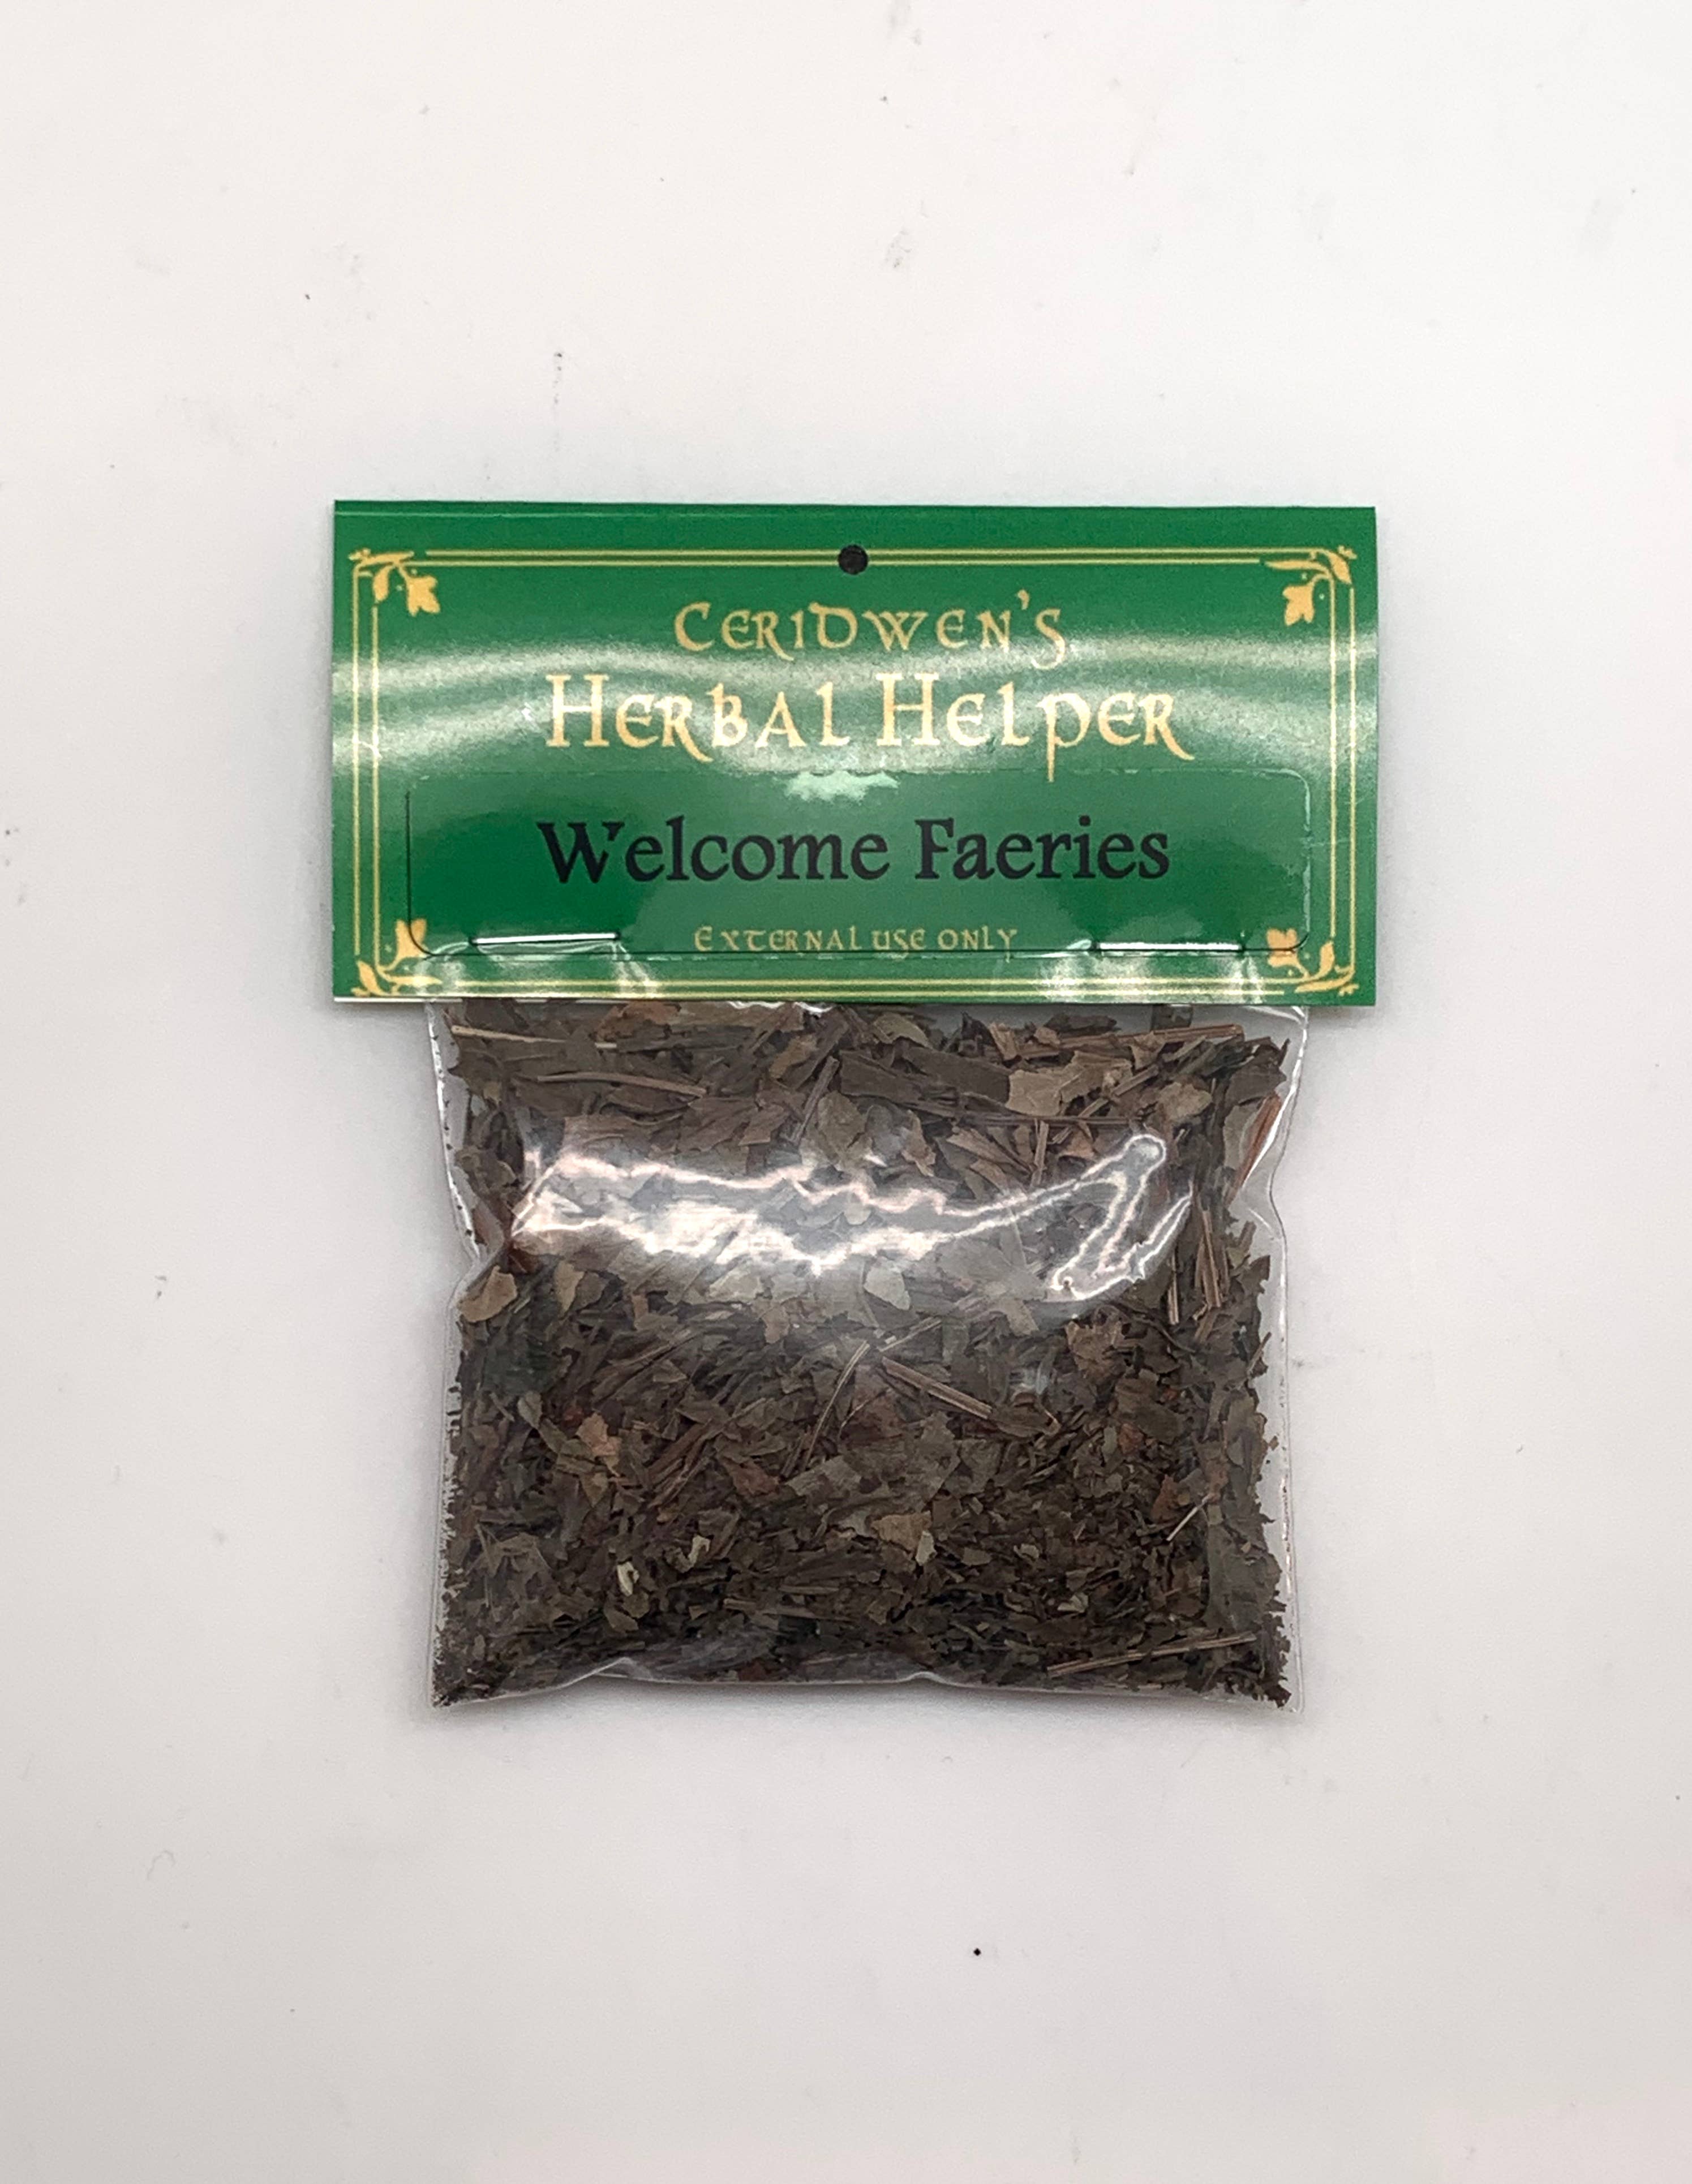 Ceridwen's
Herbal Helper
Welcome Faeries
External use only